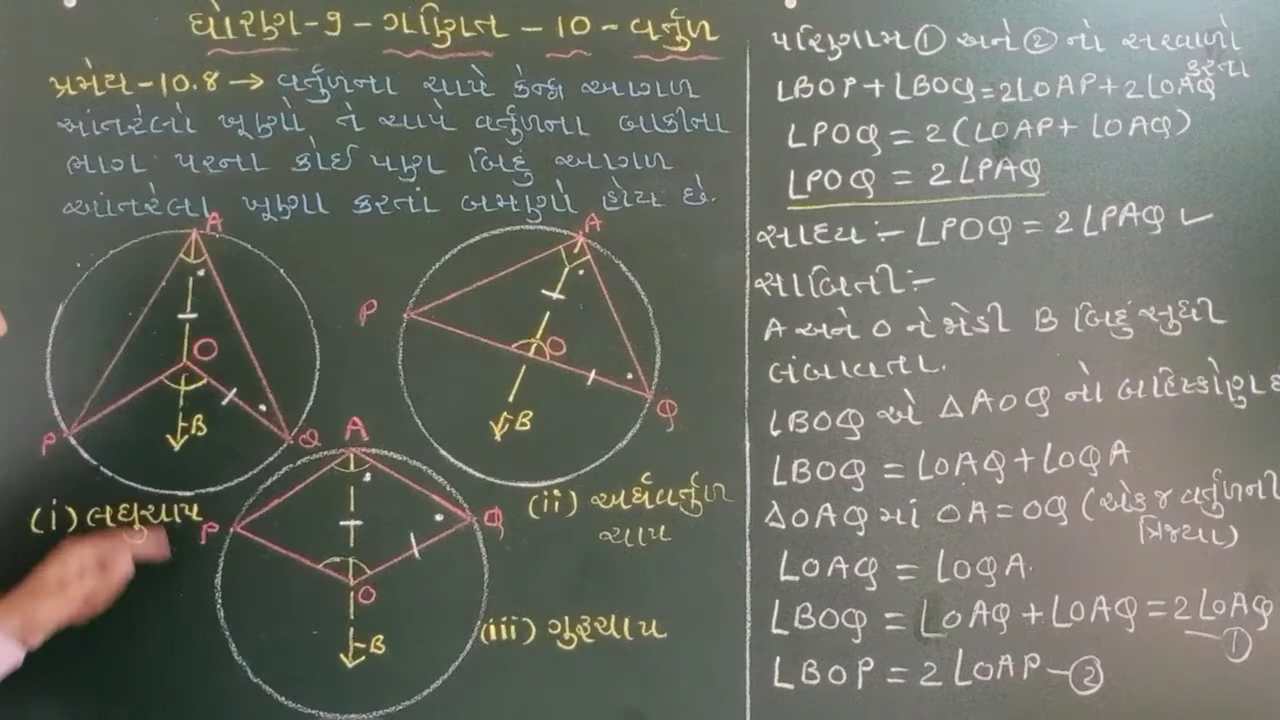 ધોરણ-૭-ગણિત-10-વર્તુળ
પ્રમેય-10.8→ વર્તુળના ચાપે કેન્દ્ર આગળ
આંતરેલો ખૂણો તે ચાપે વર્તુળના બાકીના
ભાગ પરના કોઈ પણ બિંદુ આગળ
આંતરેલા ખૂણા કરતાં બમણો હોય છે.
A
O
P
Q
B
(i) લઘુચાપ
A
P
O
Q
B
(ii) અર્ધવર્તુળ
ચાપ
A
P
Q
O
B
(iii) ગુરુચાપ
પરિણામ ① અને ② નો સરવાળો
કરતા
∠BOP+∠BOQ=2∠OAP+2∠OAQ
∠POQ = 2(∠OAP+ ∠OAQ)
∠POQ = 2∠PAQ
સાધ્ય:- ∠POQ = 2∠PAQ ✓
સાબિતી:-
A અને O ને જોડી B બિંદુ સુધી
લંબાવતા.
∠BOQ એ △AOQ નો બહિષ્કોણ છે
∠BOQ = ∠OAQ+∠OQA
△OAQ માં OA=OQ (એક જ વર્તુળની
ત્રિજ્યા)
∠OAQ = ∠OQA.
∠BOQ = ∠OAQ+∠OAQ=2∠OAQ
—①
∠BOP = 2∠OAP—②